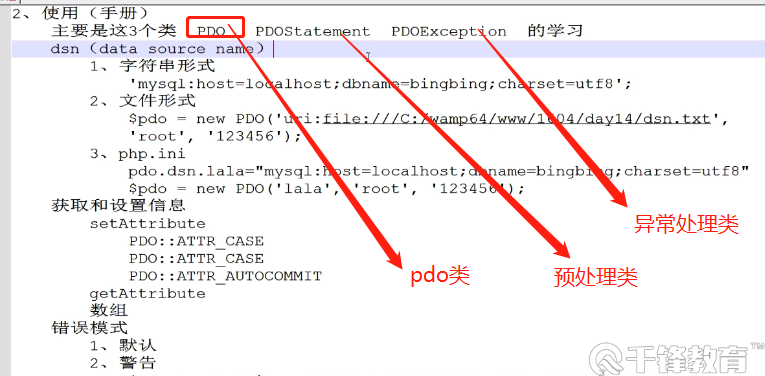 2、使用（手册）
主要是这3个类 PDO PDOStatement PDOException 的学习
dsn（data source name）
1、字符串形式
'mysql:host=localhost;dbname=bingbing;charset=utf8';
2、文件形式
$pdo = new PDO('uri:file:///C:/wamp64/www/1604/day14/dsn.txt',
'root', '123456');
3、php.ini
pdo.dsn.lala="mysql:host=localhost;dbname=bingbing;charset=utf8"
$pdo = new PDO('lala', 'root', '123456');
获取和设置信息
setAttribute
PDO::ATTR_CASE
PDO::ATTR_CASE
PDO::ATTR_AUTOCOMMIT
getAttribute
数组
错误模式
1、默认
2、警告
异常处理类
预处理类
pdo类
千锋教育™